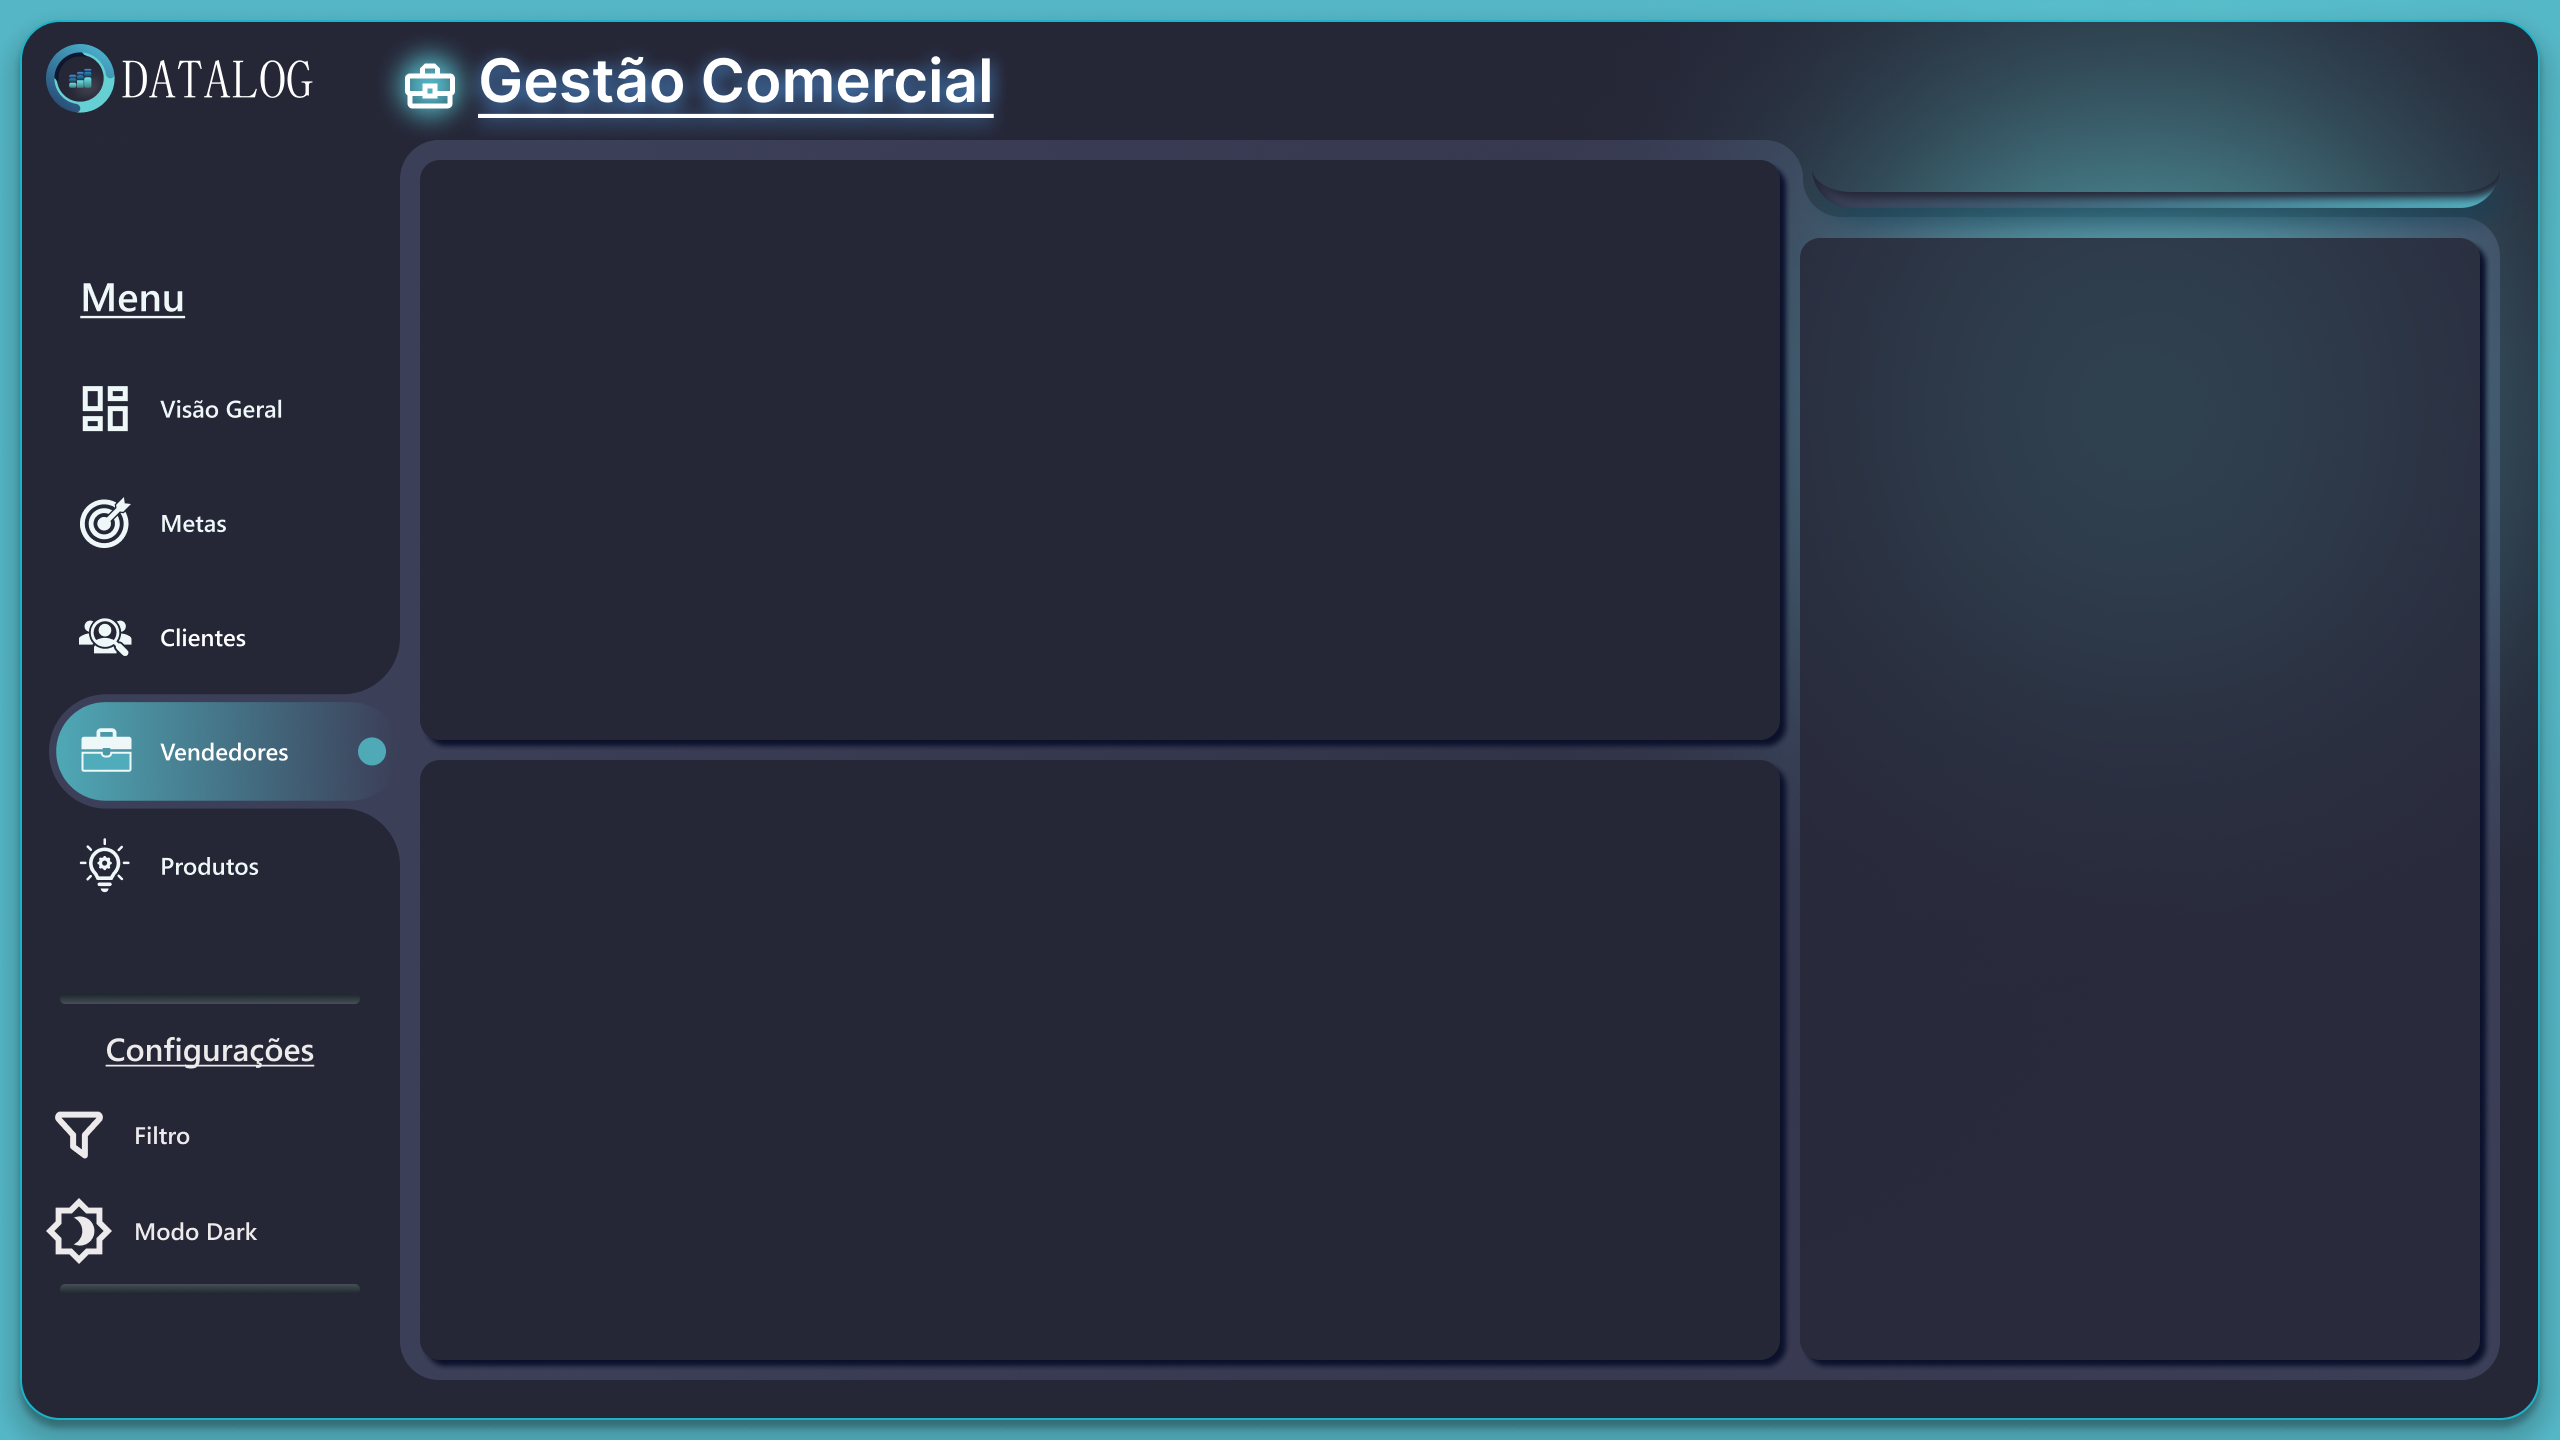 DATALOG
Gestão Comercial
Menu
Visão Geral
Metas
Clientes
Vendedores
Produtos
Configurações
Filtro
Modo Dark